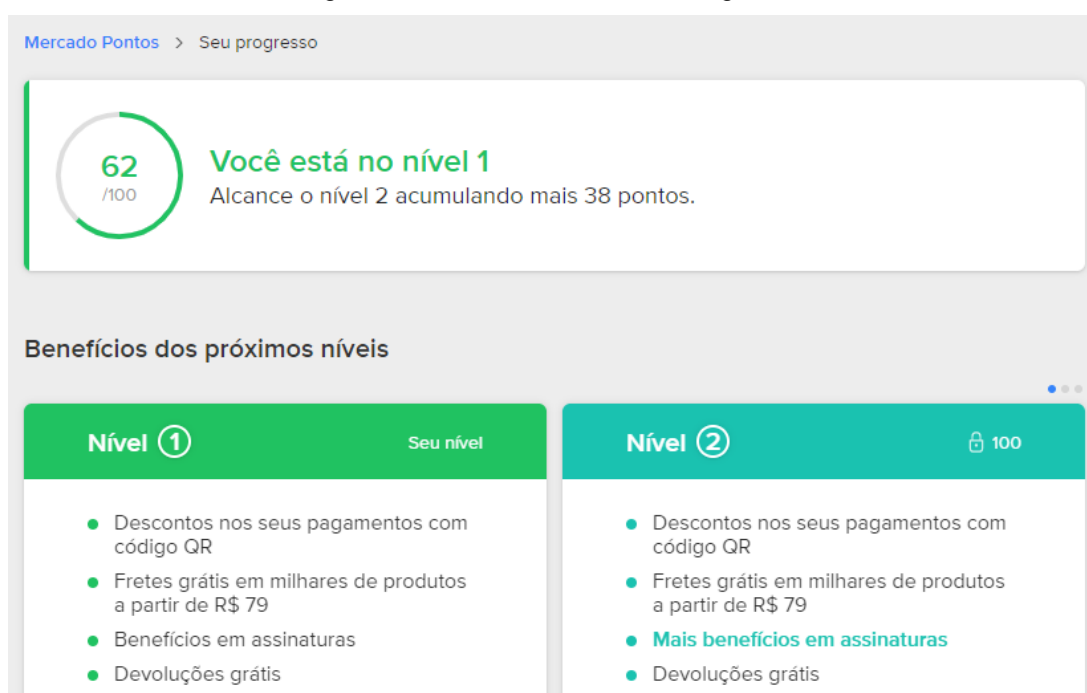 Mercado Pontos > Seu progresso
62
/100
Você está no nível 1
Alcance o nível 2 acumulando mais 38 pontos.
Benefícios dos próximos níveis
Nível 1
Seu nível
Descontos nos seus pagamentos com
código QR
Fretes grátis em milhares de produtos
a partir de R$ 79
Benefícios em assinaturas
Devoluções grátis
Nível 2
100
Descontos nos seus pagamentos com
código QR
Fretes grátis em milhares de produtos
a partir de R$ 79
Mais benefícios em assinaturas
Devoluções grátis